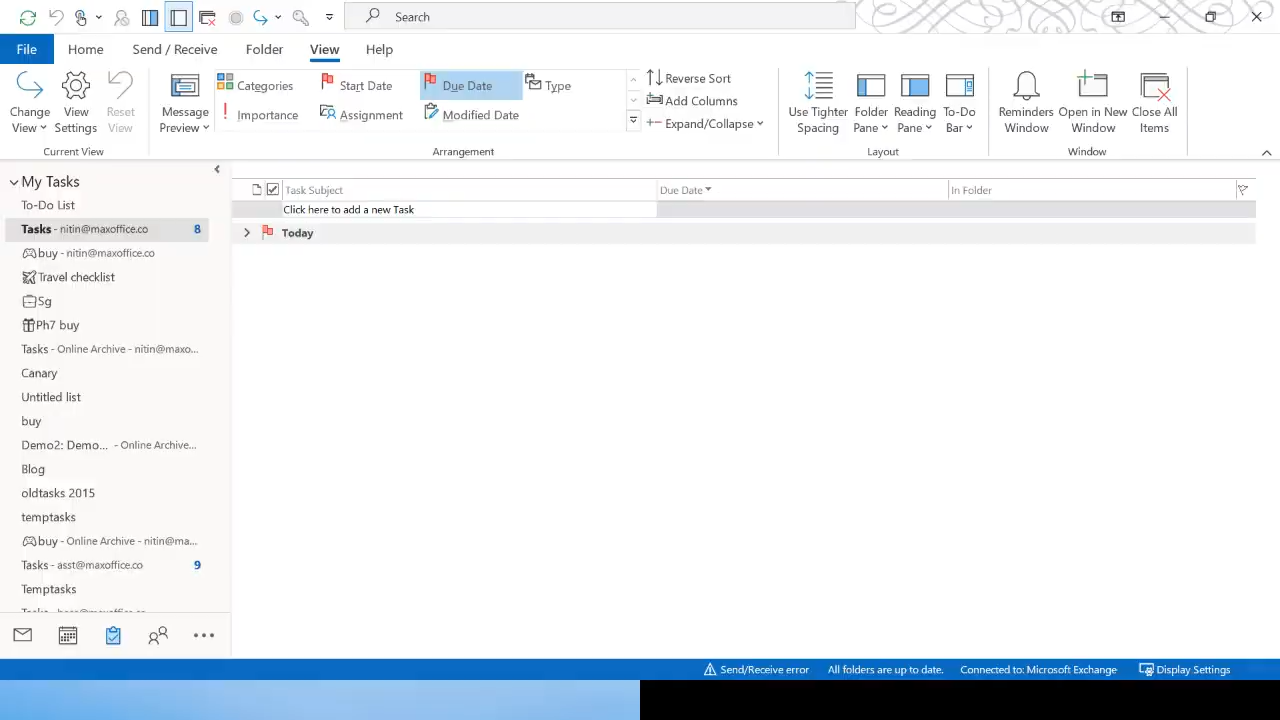 Search
File Home Send / Receive Folder View Help
Change View
View Settings
Reset View
Current View
Message Preview
Categories
Start Date
Due Date
Type
Importance
Assignment
Modified Date
Arrangement
Reverse Sort
Add Columns
Expand/Collapse
Use Tighter Spacing
Folder Pane
Reading Pane
To-Do Bar
Layout
Reminders Window
Open in New Window
Close All Items
Window
My Tasks
To-Do List
Tasks - nitin@maxoffice.co 8
buy - nitin@maxoffice.co
Travel checklist
Sg
Ph7 buy
Tasks - Online Archive - nitin@maxo...
Canary
Untitled list
buy
Demo2: Demo... - Online Archive...
Blog
oldtasks 2015
temptasks
buy - Online Archive - nitin@ma...
Tasks - asst@maxoffice.co 9
Temptasks
Task Subject Due Date In Folder
Click here to add a new Task
Today
Send/Receive error All folders are up to date. Connected to: Microsoft Exchange Display Settings